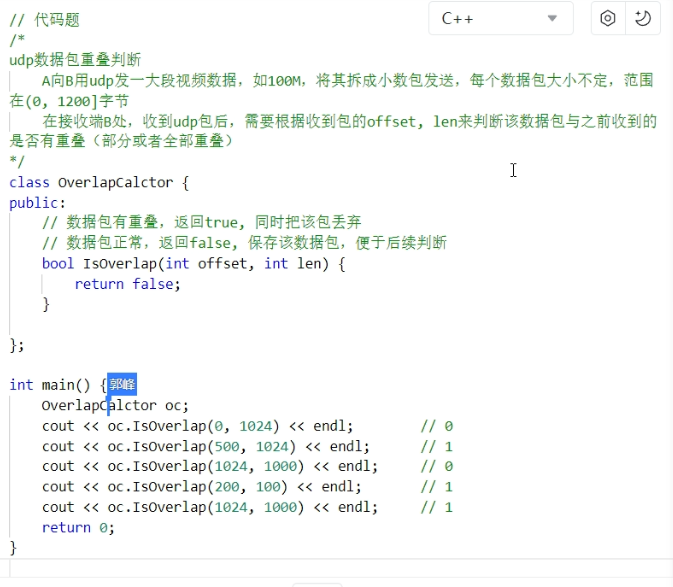 // 代码题
C++
/*
udp数据包重叠判断
A向B用udp发一大段视频数据, 如100M, 将其拆成小数包发送, 每个数据包大小不定, 范围
在(0, 1200]字节
在接收端B处, 收到udp包后, 需要根据收到包的offset, len来判断该数据包与之前收到的
是否有重叠（部分或者全部重叠）
*/
class OverlapCalctor {
public:
// 数据包有重叠, 返回true, 同时把该包丢弃
// 数据包正常, 返回false, 保存该数据包, 便于后续判断
bool IsOverlap(int offset, int len) {
return false;
}
};
int main() {郭峰
OverlapCalctor oc;
cout << oc.IsOverlap(0, 1024) << endl; // 0
cout << oc.IsOverlap(500, 1024) << endl; // 1
cout << oc.IsOverlap(1024, 1000) << endl; // 0
cout << oc.IsOverlap(200, 100) << endl; // 1
cout << oc.IsOverlap(1024, 1000) << endl; // 1
return 0;
}